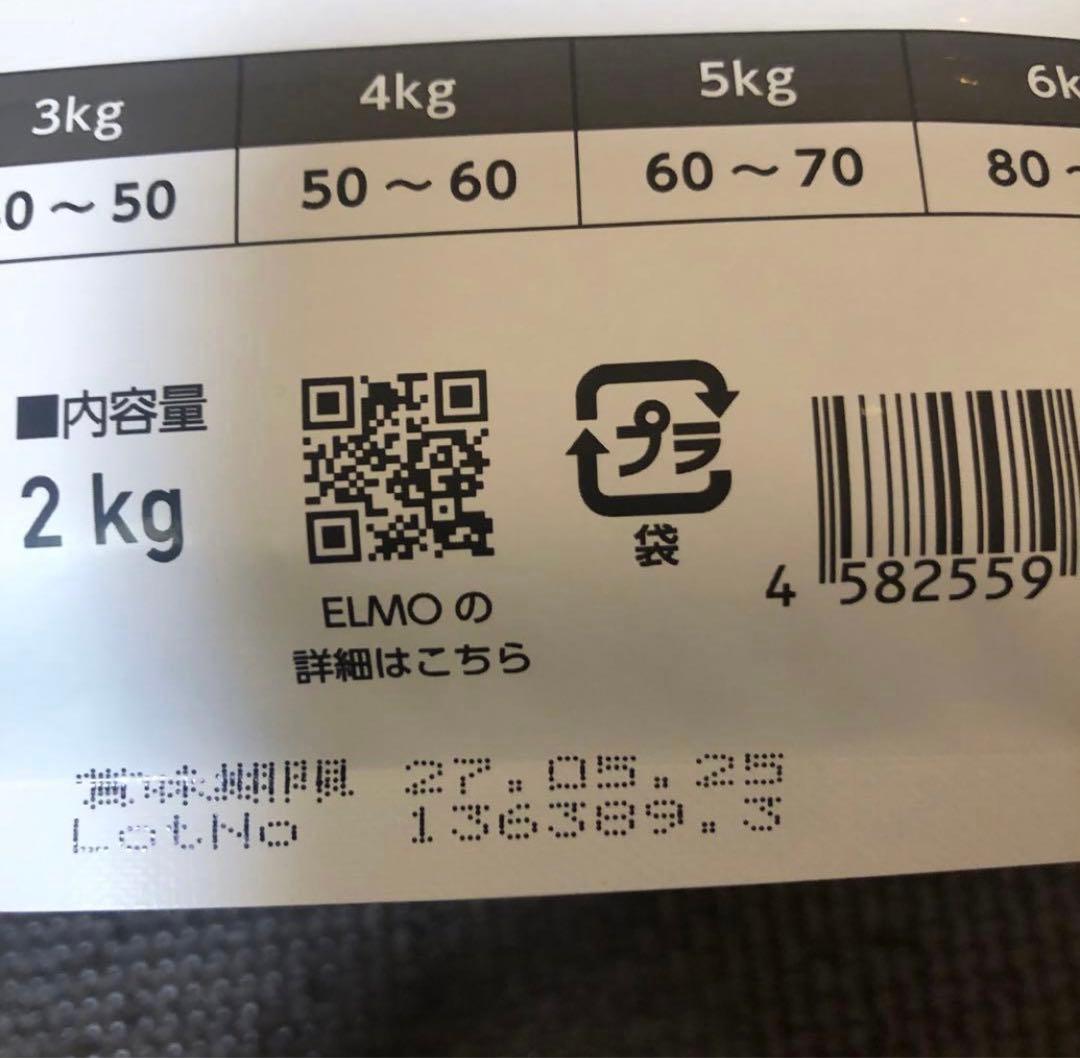 3kg 4kg 5kg 6k
0～50 50～60 60～70 80～
■内容量
2kg
プラ
袋
ELMOの
詳細はこちら
4 582559
賞味期限 27.05.25
LotNo 136389.3